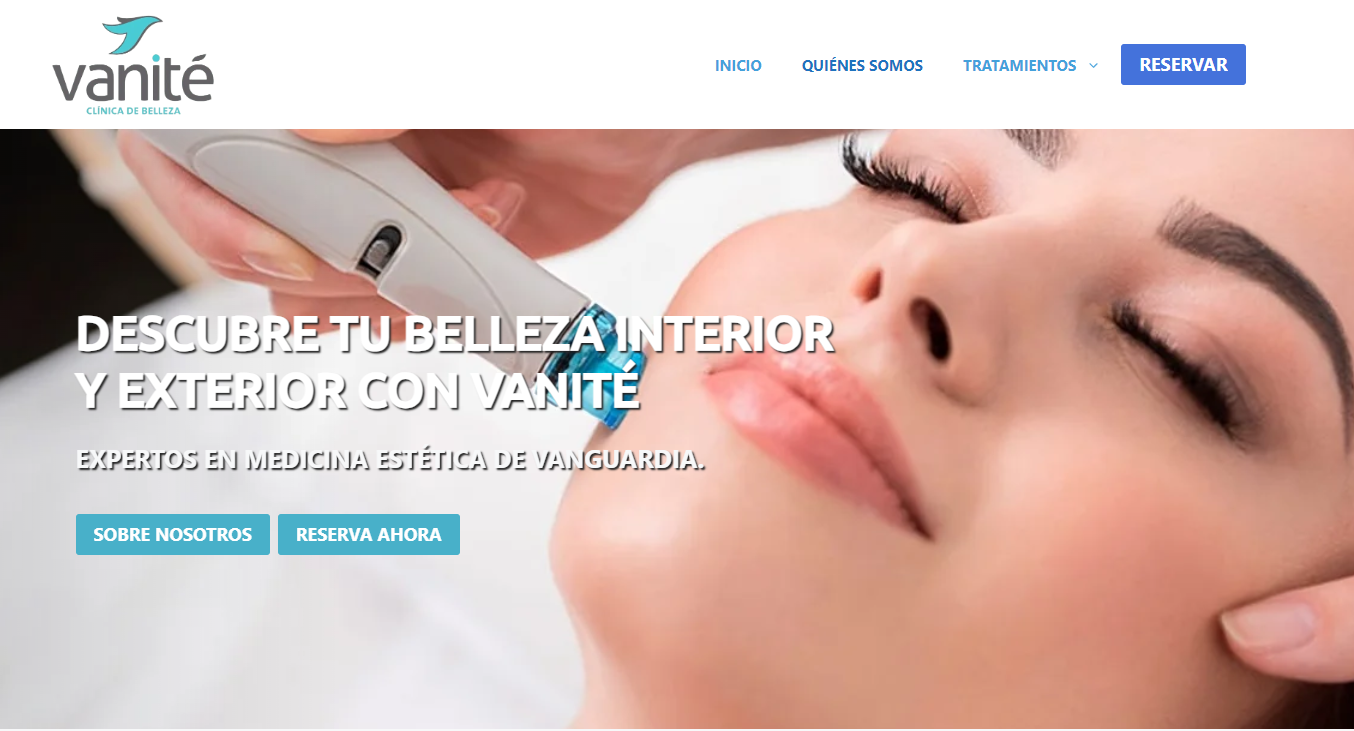 vanité
CLÍNICA DE BELLEZA
INICIO
QUIÉNES SOMOS
TRATAMIENTOS
RESERVAR
DESCUBRE TU BELLEZA INTERIOR
Y EXTERIOR CON VANITÉ
EXPERTOS EN MEDICINA ESTÉTICA DE VANGUARDIA.
SOBRE NOSOTROS
RESERVA AHORA